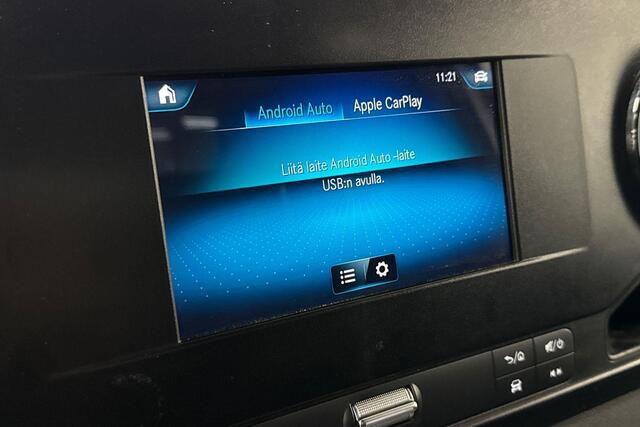 11:21
Android Auto
Apple CarPlay
Liitä laite Android Auto -laite
USB:n avulla.